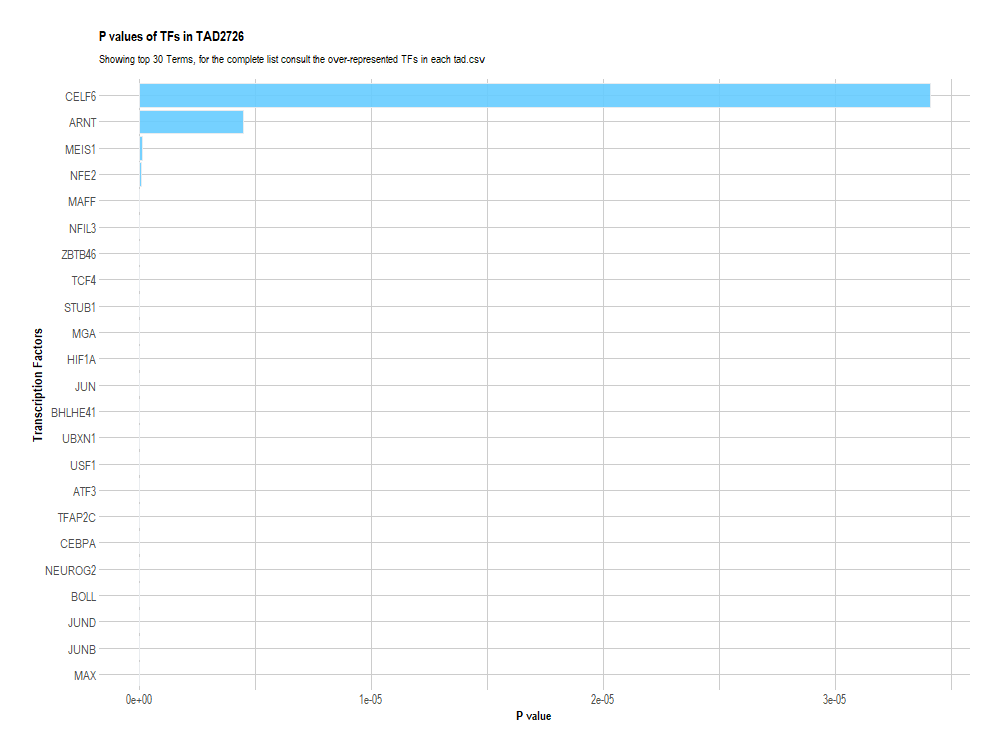 P values of TFs in TAD2726
Showing top 30 Terms, for the complete list consult the over-represented TFs in each tad.csv
Transcription Factors
CELF6
ARNT
MEIS1
NFE2
MAFF
NFIL3
ZBTB46
TCF4
STUB1
MGA
HIF1A
JUN
BHLHE41
UBXN1
USF1
ATF3
TFAP2C
CEBPA
NEUROG2
BOLL
JUND
JUNB
MAX
0e+00 1e-05 2e-05 3e-05
P value